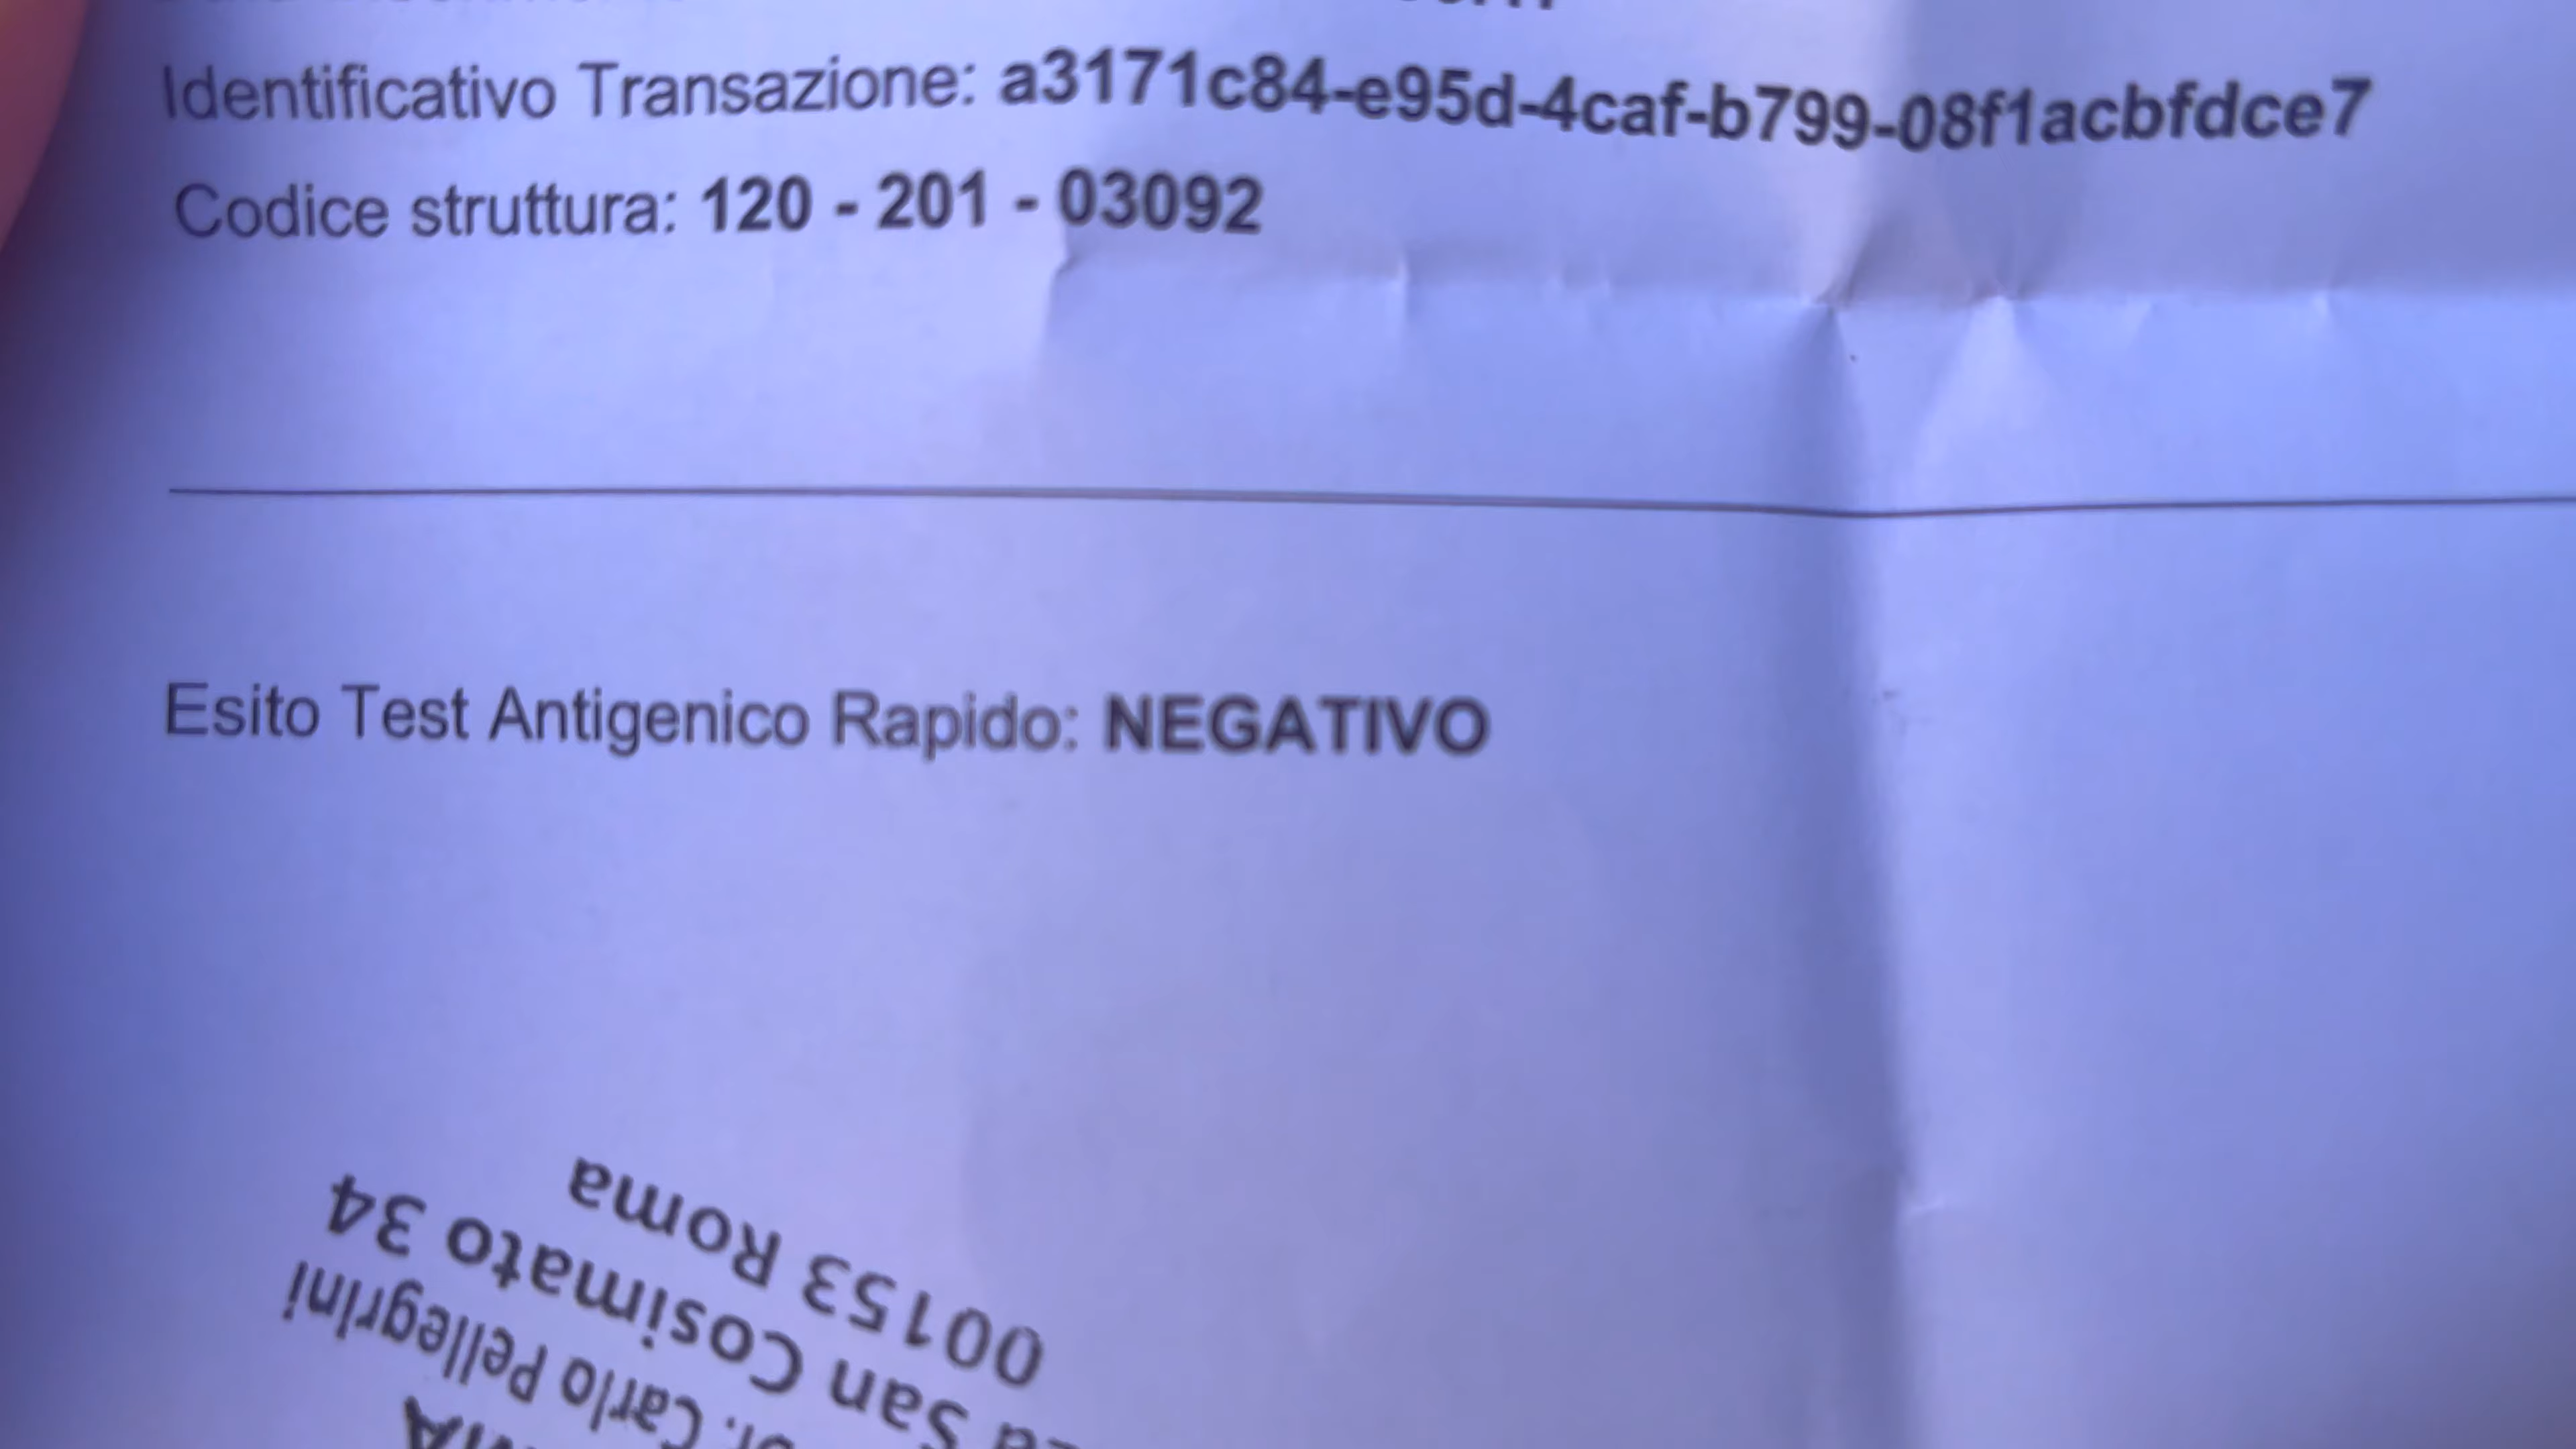 Identificativo Transazione: a3171c84-e95d-4caf-b799-08f1acbfdce7
Codice struttura: 120 - 201 - 03092
Esito Test Antigenico Rapido: NEGATIVO
Carlo Pellegrini
San Cosimato 34
00153 Roma